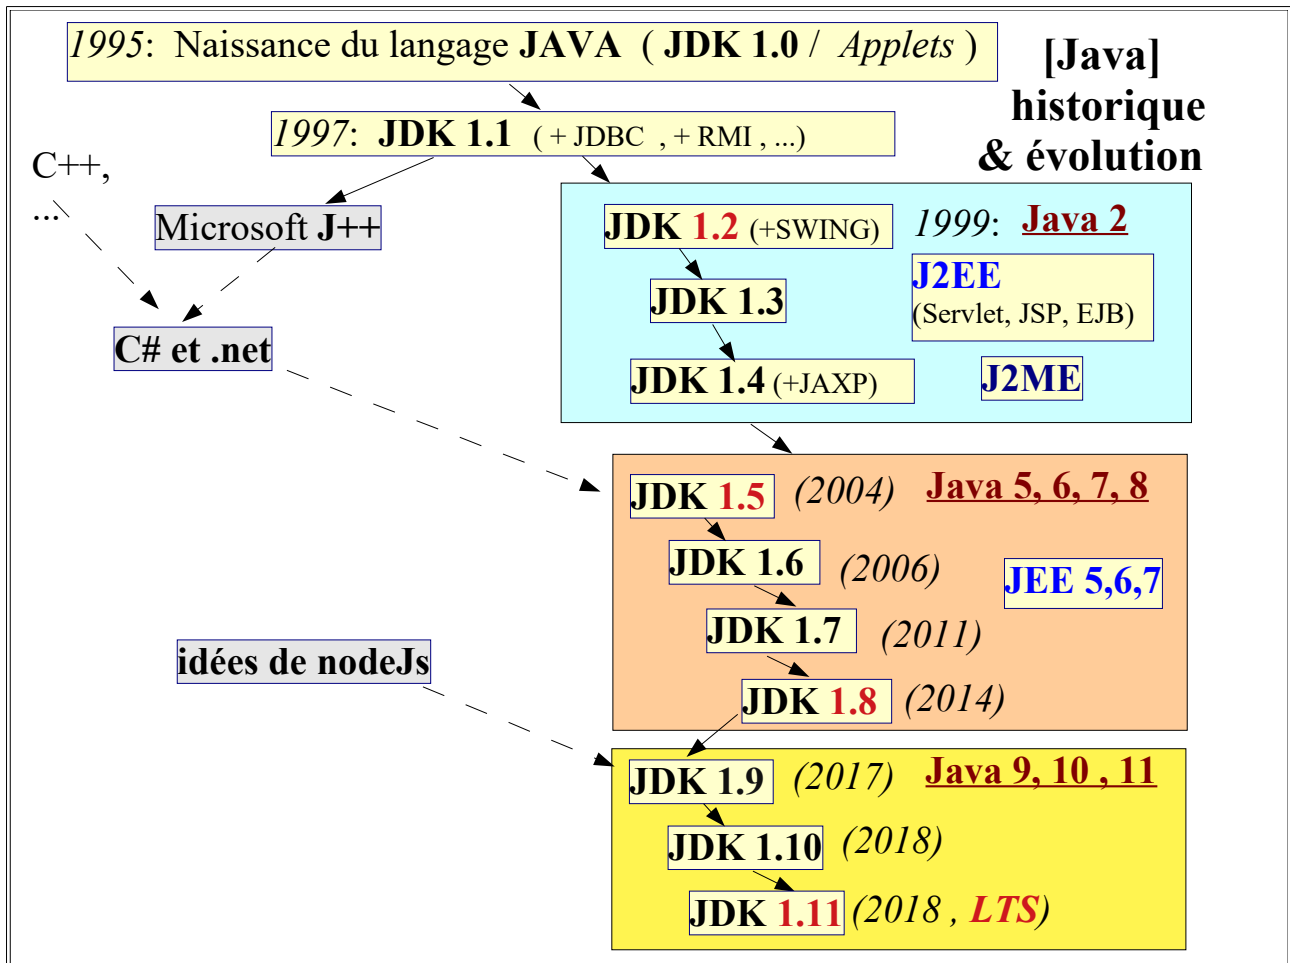 1995: Naissance du langage JAVA ( JDK 1.0 / Applets )
[Java]
historique
& évolution
1997: JDK 1.1 ( + JDBC , + RMI , ...)
C++,
...
Microsoft J++
C# et .net
JDK 1.2 (+SWING)
1999: Java 2
J2EE
(Servlet, JSP, EJB)
JDK 1.3
JDK 1.4 (+JAXP)
J2ME
JDK 1.5 (2004)
Java 5, 6, 7, 8
JDK 1.6 (2006)
JEE 5,6,7
JDK 1.7 (2011)
idées de nodeJs
JDK 1.8 (2014)
JDK 1.9 (2017)
Java 9, 10 , 11
JDK 1.10 (2018)
JDK 1.11 (2018 , LTS)